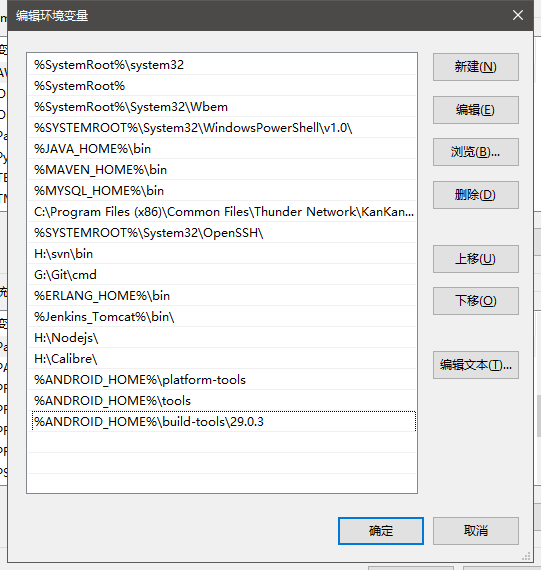 编辑环境变量
%SystemRoot%\system32
%SystemRoot%
%SystemRoot%\System32\Wbem
%SYSTEMROOT%\System32\WindowsPowerShell\v1.0\
%JAVA_HOME%\bin
%MAVEN_HOME%\bin
%MYSQL_HOME%\bin
C:\Program Files (x86)\Common Files\Thunder Network\KanKan...
%SYSTEMROOT%\System32\OpenSSH\
H:\svn\bin
G:\Git\cmd
%ERLANG_HOME%\bin
%Jenkins_Tomcat%\bin\
H:\Nodejs\
H:\Calibre\
%ANDROID_HOME%\platform-tools
%ANDROID_HOME%\tools
%ANDROID_HOME%\build-tools\29.0.3
新建(N)
编辑(E)
浏览(B)...
删除(D)
上移(U)
下移(O)
编辑文本(T)...
确定
取消